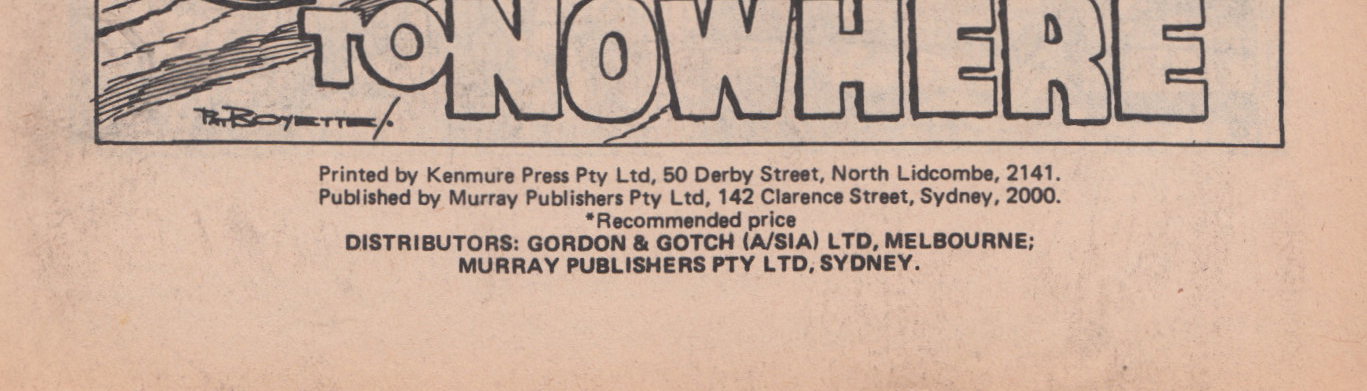 TO NOWHERE
PAT BOYETTE
Printed by Kenmure Press Pty Ltd, 50 Derby Street, North Lidcombe, 2141.
Published by Murray Publishers Pty Ltd, 142 Clarence Street, Sydney, 2000.
*Recommended price
DISTRIBUTORS: GORDON & GOTCH (A/SIA) LTD, MELBOURNE;
MURRAY PUBLISHERS PTY LTD, SYDNEY.